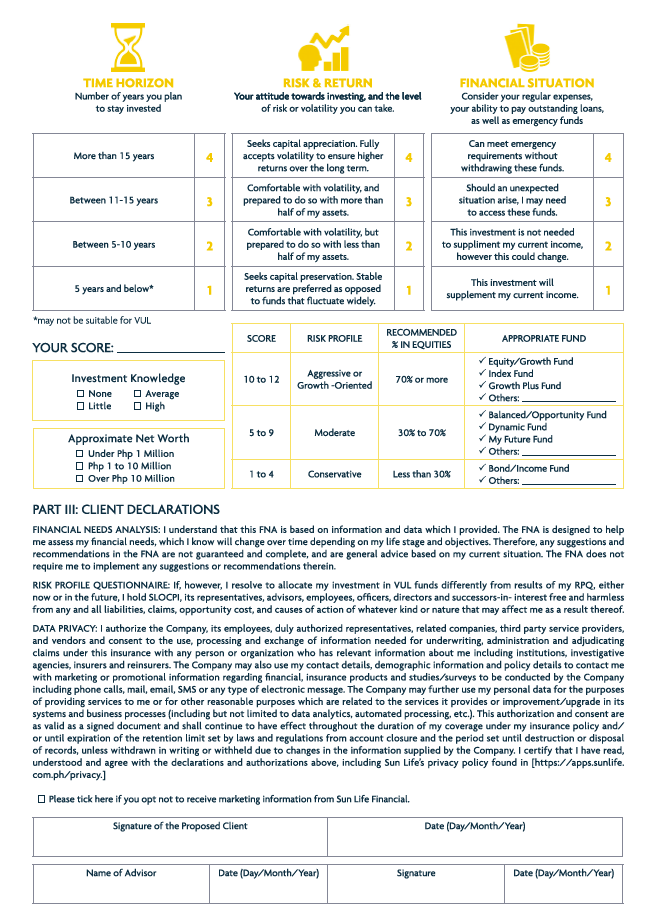 TIME HORIZON
Number of years you plan
to stay invested
RISK & RETURN
Your attitude towards investing, and the level
of risk or volatility you can take.
FINANCIAL SITUATION
Consider your regular expenses,
your ability to pay outstanding loans,
as well as emergency funds
More than 15 years 4
Seeks capital appreciation. Fully
accepts volatility to ensure higher
returns over the long term.
4
Can meet emergency
requirements without
withdrawing these funds.
4
Between 11-15 years 3
Comfortable with volatility, and
prepared to do so with more than
half of my assets.
3
Should an unexpected
situation arise, I may need
to access these funds.
3
Between 5-10 years 2
Comfortable with volatility, but
prepared to do so with less than
half of my assets.
2
This investment is not needed
to suppliment my current income,
however this could change.
2
5 years and below* 1
Seeks capital preservation. Stable
returns are preferred as opposed
to funds that fluctuate widely.
1
This investment will
supplement my current income.
1
*may not be suitable for VUL
YOUR SCORE:
Investment Knowledge
None Average
Little High
Approximate Net Worth
Under Php 1 Million
Php 1 to 10 Million
Over Php 10 Million
SCORE
RISK PROFILE
RECOMMENDED
% IN EQUITIES
APPROPRIATE FUND
10 to 12
Aggressive or
Growth -Oriented
70% or more
✓ Equity/Growth Fund
✓ Index Fund
✓ Growth Plus Fund
✓ Others:
5 to 9
Moderate
30% to 70%
✓ Balanced/Opportunity Fund
✓ Dynamic Fund
✓ My Future Fund
✓ Others:
1 to 4
Conservative
Less than 30%
✓ Bond/Income Fund
✓ Others:
PART III: CLIENT DECLARATIONS
FINANCIAL NEEDS ANALYSIS: I understand that this FNA is based on information and data which I provided. The FNA is designed to help
me assess my financial needs, which I know will change over time depending on my life stage and objectives. Therefore, any suggestions and
recommendations in the FNA are not guaranteed and complete, and are general advice based on my current situation. The FNA does not
require me to implement any suggestions or recommendations therein.
RISK PROFILE QUESTIONNAIRE: If, however, I resolve to allocate my investment in VUL funds differently from results of my RPQ, either
now or in the future, I hold SLOCPI, its representatives, advisors, employees, officers, directors and successors-in- interest free and harmless
from any and all liabilities, claims, opportunity cost, and causes of action of whatever kind or nature that may affect me as a result thereof.
DATA PRIVACY: I authorize the Company, its employees, duly authorized representatives, related companies, third party service providers,
and vendors and consent to the use, processing and exchange of information needed for underwriting, administration and adjudicating
claims under this insurance with any person or organization who has relevant information about me including institutions, investigative
agencies, insurers and reinsurers. The Company may also use my contact details, demographic information and policy details to contact me
with marketing or promotional information regarding financial, insurance products and studies/surveys to be conducted by the Company
including phone calls, mail, email, SMS or any type of electronic message. The Company may further use my personal data for the purposes
of providing services to me or for other reasonable purposes which are related to the services it provides or improvement/upgrade in its
systems and business processes (including but not limited to data analytics, automated processing, etc.). This authorization and consent are
as valid as a signed document and shall continue to have effect throughout the duration of my coverage under my insurance policy and/
or until expiration of the retention limit set by laws and regulations from account closure and the period set until destruction or disposal
of records, unless withdrawn in writing or withheld due to changes in the information supplied by the Company. I certify that I have read,
understood and agree with the declarations and authorizations above, including Sun Life's privacy policy found in [https://apps.sunlife.
com.ph/privacy.]
Please tick here if you opt not to receive marketing information from Sun Life Financial.
Signature of the Proposed Client
Date (Day/Month/Year)
Name of Advisor
Date (Day/Month/Year)
Signature
Date (Day/Month/Year)